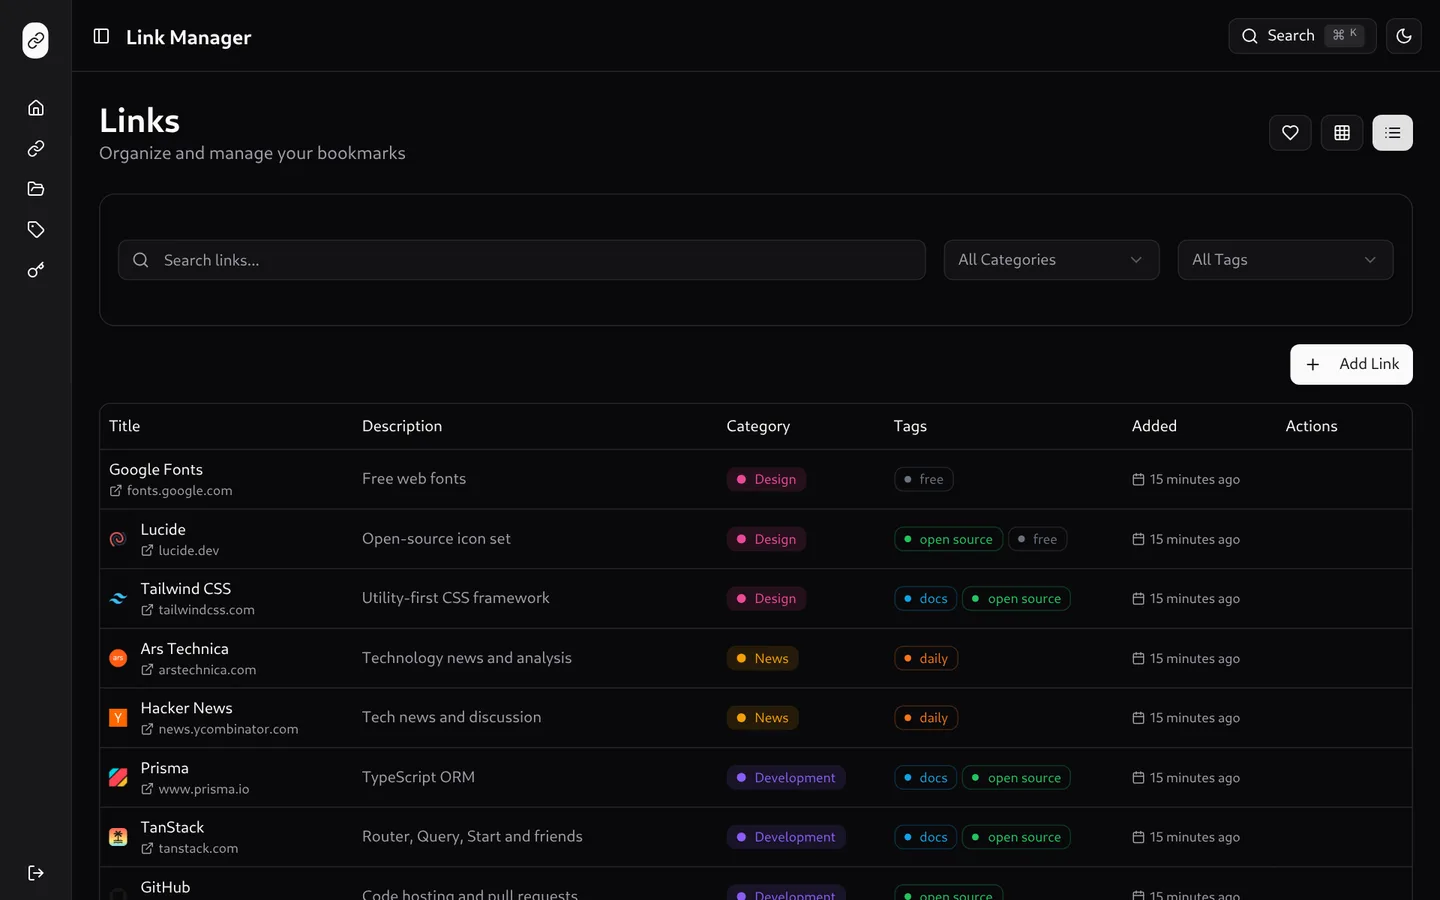 Link Manager
Search ⌘ K
Links
Organize and manage your bookmarks
Search links...
All Categories
All Tags
Add Link
Title Description Category Tags Added Actions
Google Fonts
fonts.google.com
Free web fonts
Design
free
15 minutes ago
Lucide
lucide.dev
Open-source icon set
Design
open source free
15 minutes ago
Tailwind CSS
tailwindcss.com
Utility-first CSS framework
Design
docs open source
15 minutes ago
ars
Ars Technica
arstechnica.com
Technology news and analysis
News
daily
15 minutes ago
Y
Hacker News
news.ycombinator.com
Tech news and discussion
News
daily
15 minutes ago
Prisma
www.prisma.io
TypeScript ORM
Development
docs open source
15 minutes ago
TanStack
tanstack.com
Router, Query, Start and friends
Development
docs open source
15 minutes ago
GitHub
Code hosting and pull requests
Development
open source
15 minutes ago